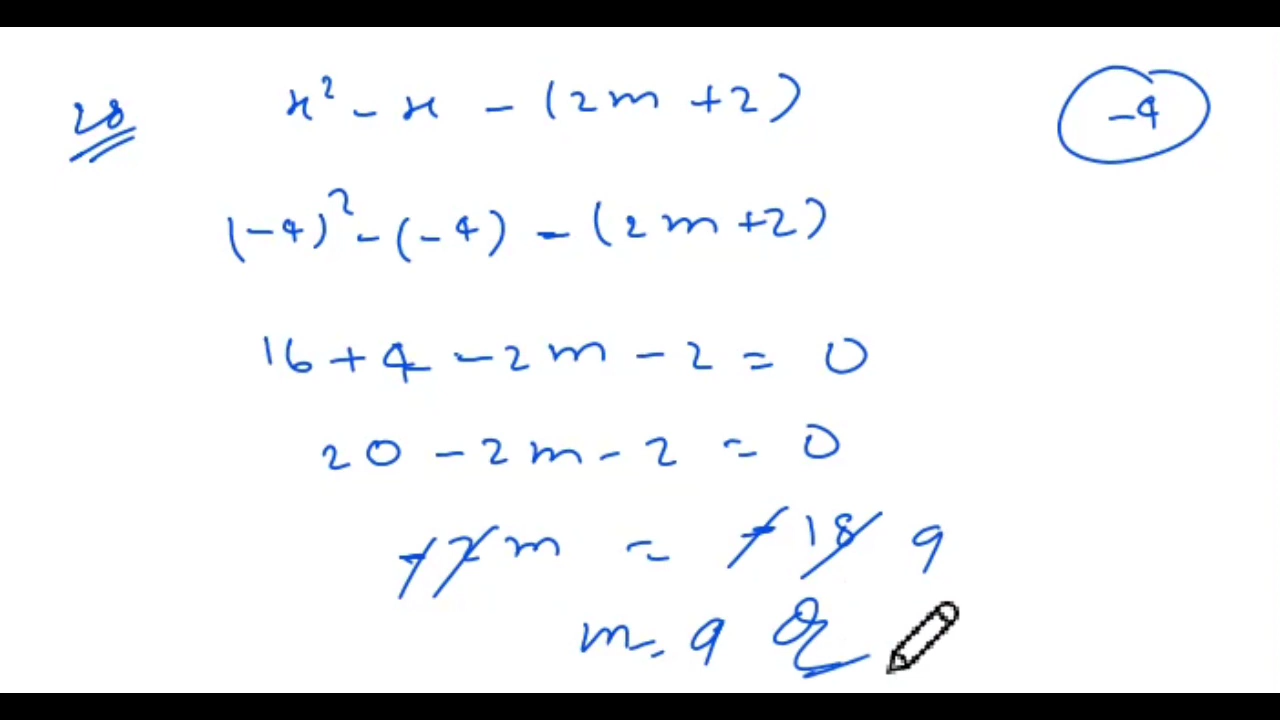 28
x² - x - (2m + 2)
-4
(-4)² - (-4) - (2m + 2)
16 + 4 - 2m - 2 = 0
20 - 2m - 2 = 0
-2m = -18 9
m = 9